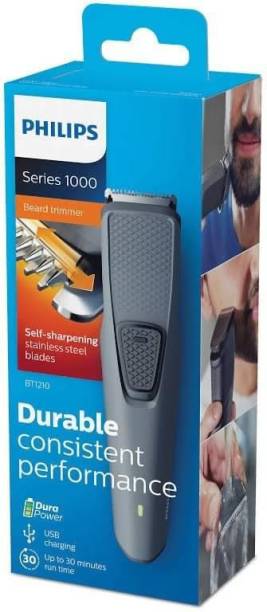 PHILIPS
Series 1000
Beard trimmer
Self-sharpening
stainless steel
blades
BT1210
Durable
consistent
performance
Dura
Power
USB
charging
30
Up to 30 minutes
run time